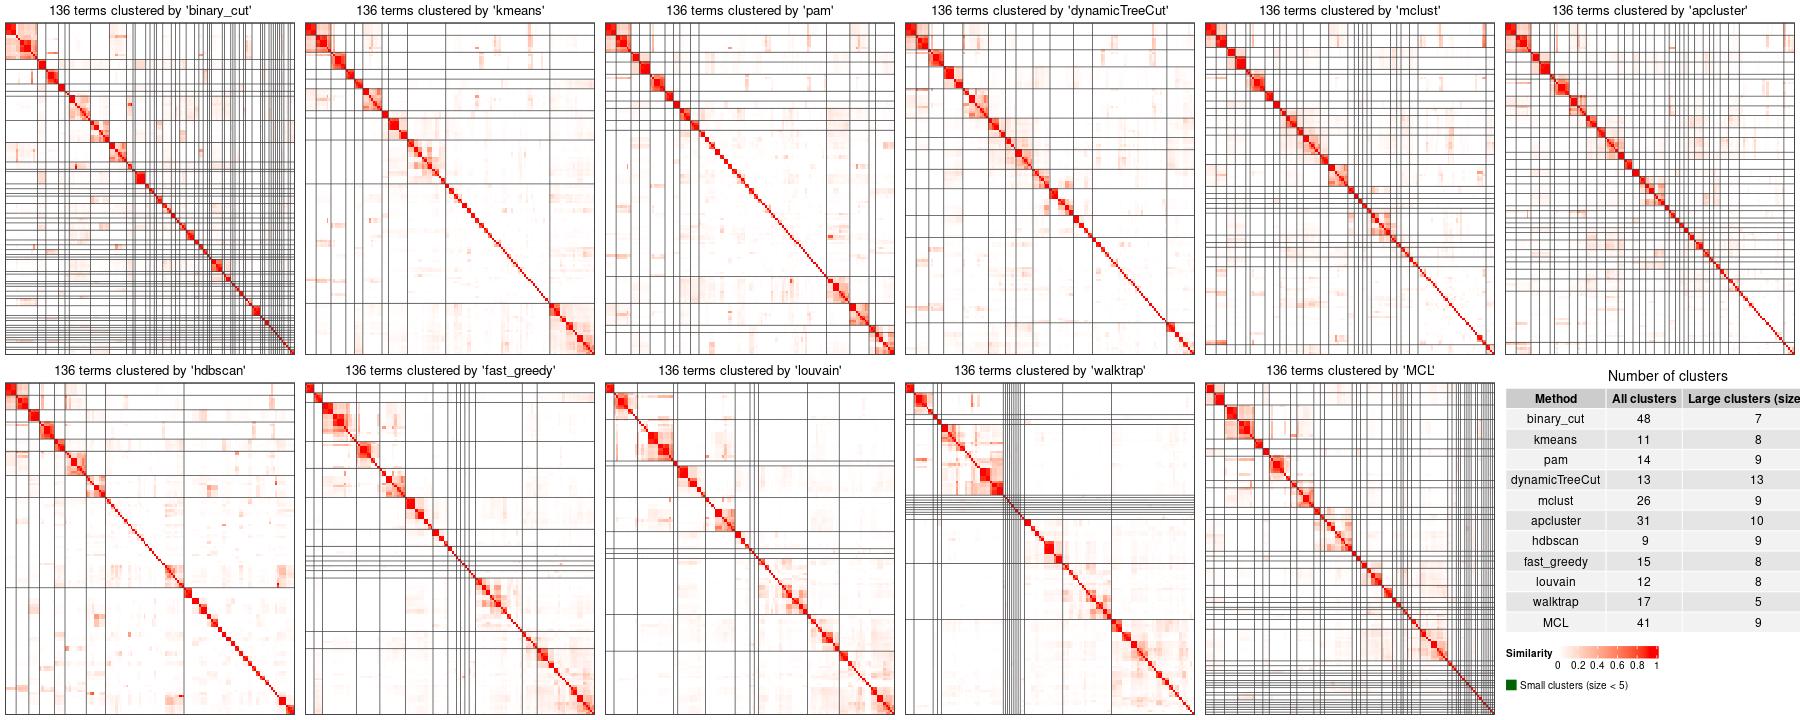 136 terms clustered by 'binary_cut'
136 terms clustered by 'kmeans'
136 terms clustered by 'pam'
136 terms clustered by 'dynamicTreeCut'
136 terms clustered by 'mclust'
136 terms clustered by 'apcluster'
136 terms clustered by 'hdbscan'
136 terms clustered by 'fast_greedy'
136 terms clustered by 'louvain'
136 terms clustered by 'walktrap'
136 terms clustered by 'MCL'
Number of clusters
Method All clusters Large clusters (size
binary_cut 48 7
kmeans 11 8
pam 14 9
dynamicTreeCut 13 13
mclust 26 9
apcluster 31 10
hdbscan 9 9
fast_greedy 15 8
louvain 12 8
walktrap 17 5
MCL 41 9
Similarity
0 0.2 0.4 0.6 0.8 1
Small clusters (size < 5)